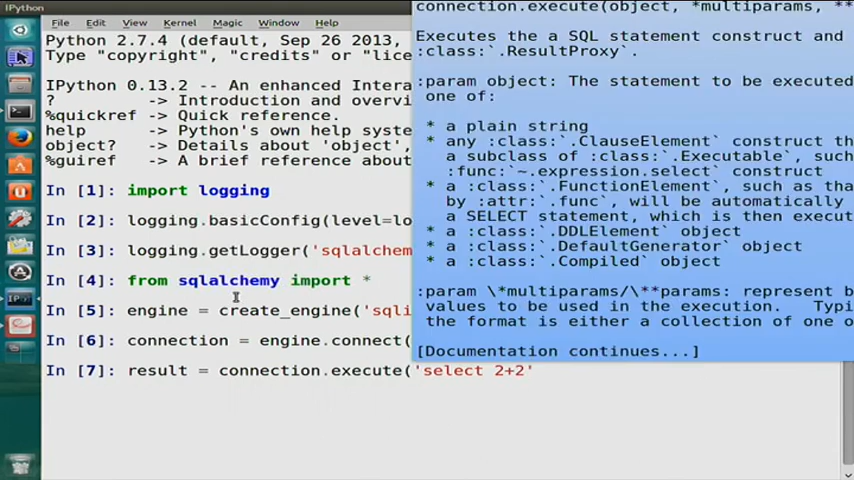 IPython
File Edit View Kernel Magic Window Help
Python 2.7.4 (default, Sep 26 2013,
Type "copyright", "credits" or "lice
IPython 0.13.2 -- An enhanced Intera
? -> Introduction and overvi
%quickref -> Quick reference.
help -> Python's own help syste
object? -> Details about 'object',
%guiref -> A brief reference about
In [1]: import logging
In [2]: logging.basicConfig(level=lo
In [3]: logging.getLogger('sqlalchem
In [4]: from sqlalchemy import *
In [5]: engine = create_engine('sqli
In [6]: connection = engine.connect(
In [7]: result = connection.execute('select 2+2'
connection.execute(object, *multiparams, **
Executes the a SQL statement construct and
:class:`.ResultProxy`.
:param object: The statement to be executed
one of:
* a plain string
* any :class:`.ClauseElement` construct th
a subclass of :class:`.Executable`, such
:func:`~.expression.select` construct
* a :class:`.FunctionElement`, such as tha
by :attr:`.func`, will be automatically
a SELECT statement, which is then execut
* a :class:`.DDLElement` object
* a :class:`.DefaultGenerator` object
* a :class:`.Compiled` object
:param \*multiparams/\**params: represent b
values to be used in the execution. Typi
the format is either a collection of one o
[Documentation continues...]